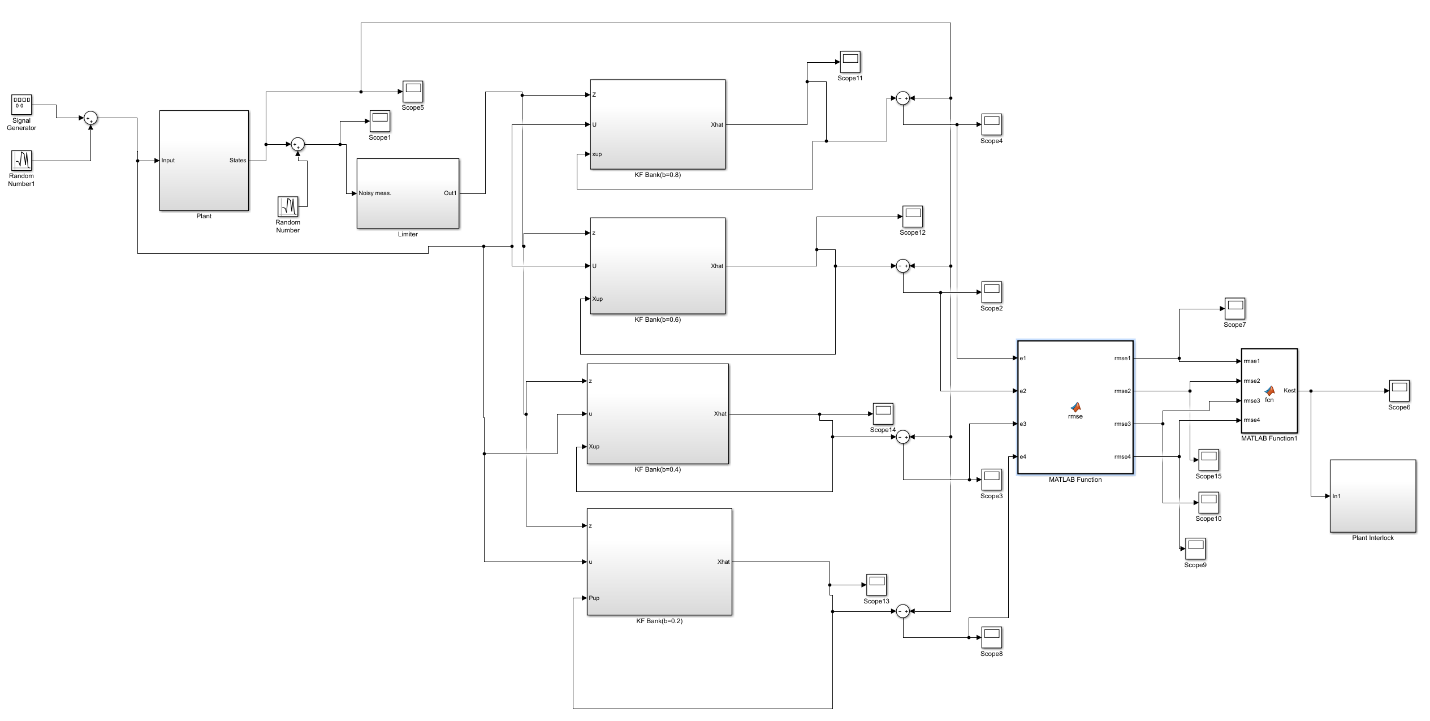 Signal
Generator
Random
Number1
Input
States
Plant
Scope5
Scope1
Random
Number
Noisy meas.
Out1
Limiter
Z
U
xup
Xhat
KF Bank(b=0.8)
Scope11
Scope4
z
U
Xup
Xhat
KF Bank(b=0.6)
Scope12
Scope2
z
u
Xup
Xhat
KF Bank(b=0.4)
Scope14
Scope3
z
u
Pup
Xhat
KF Bank(b=0.2)
Scope13
Scope8
e1
e2
e3
e4
rmse
rmse1
rmse2
rmse3
rmse4
MATLAB Function
Scope7
rmse1
rmse2
rmse3
rmse4
fcn
Kest
MATLAB Function1
Scope6
Scope15
Scope10
Scope9
In1
Plant Interlock